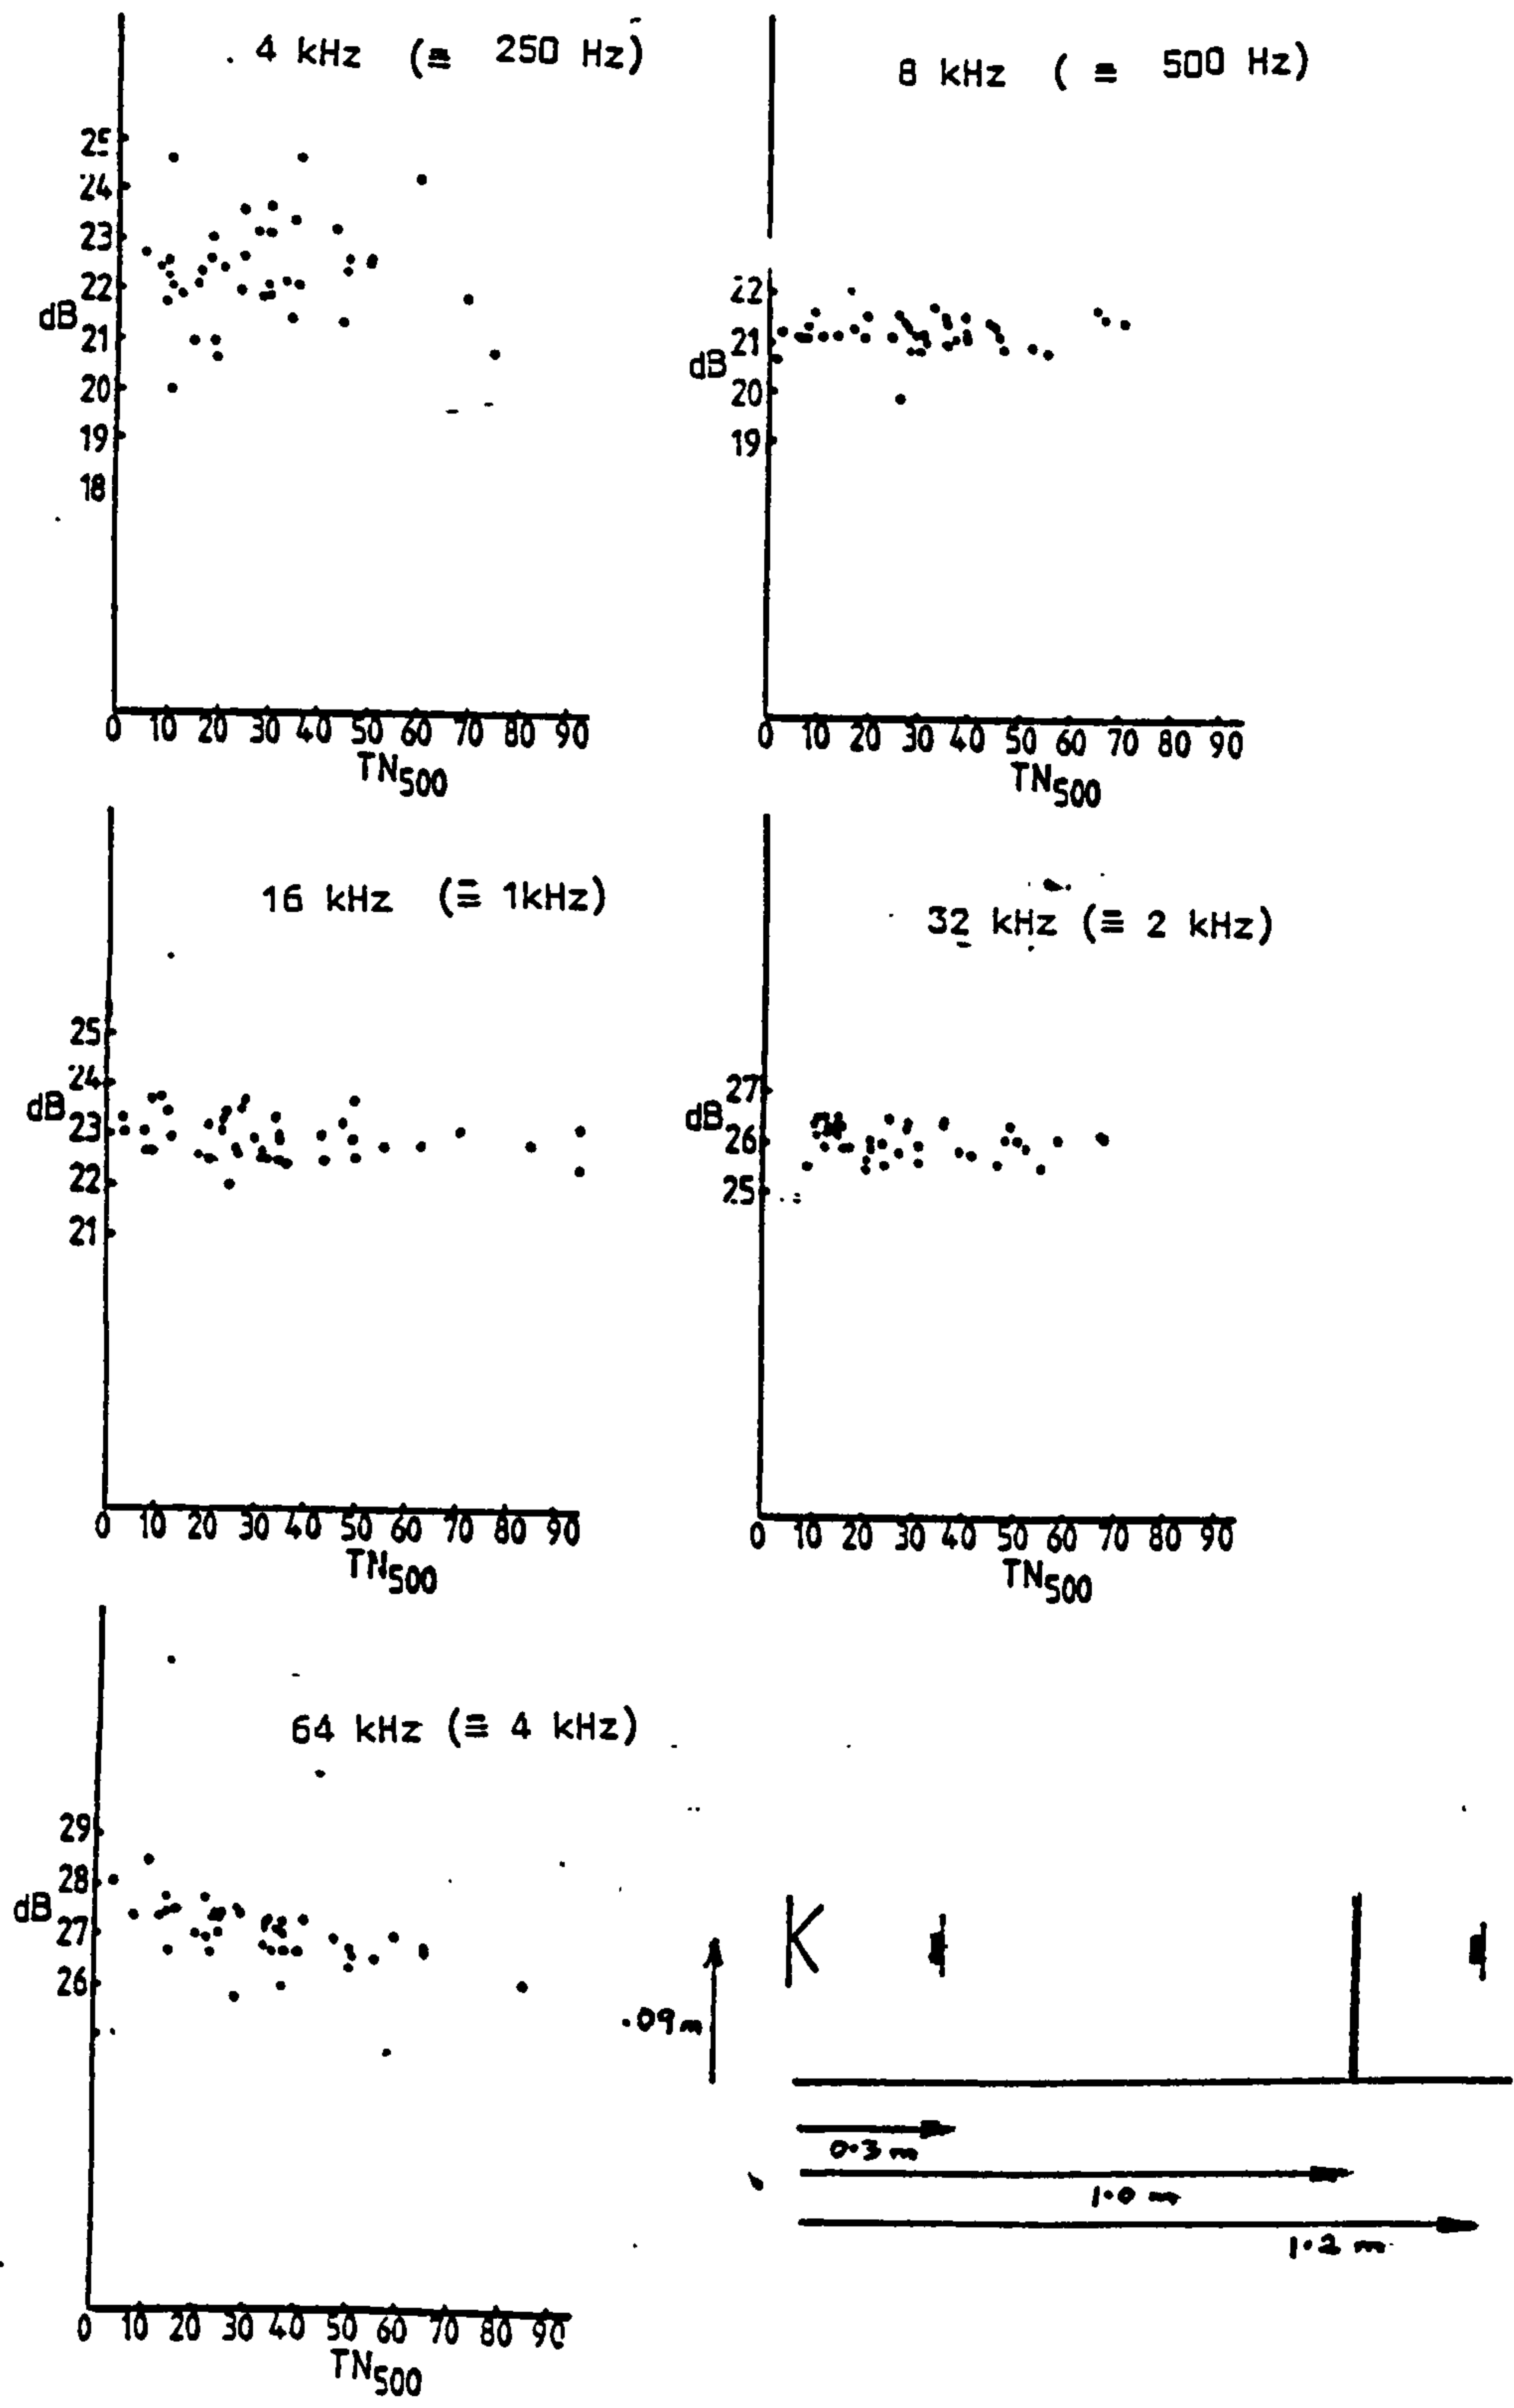 4 kHz (≡ 250 Hz)
25
24
23
22
dB
21
20
19
18
0 10 20 30 40 50 60 70 80 90
TN500
8 kHz ( ≡ 500 Hz)
22
21
dB
20
19
0 10 20 30 40 50 60 70 80 90
TN500
16 kHz (≡ 1kHz)
25
24
dB
23
22
21
0 10 20 30 40 50 60 70 80 90
TN500
32 kHz (≡ 2 kHz)
27
dB
26
25
0 10 20 30 40 50 60 70 80 90
TN500
64 kHz (≡ 4 kHz)
29
28
dB
27
26
0 10 20 30 40 50 60 70 80 90
TN500
.09m
0.3 m
1.0 m
1.2 m